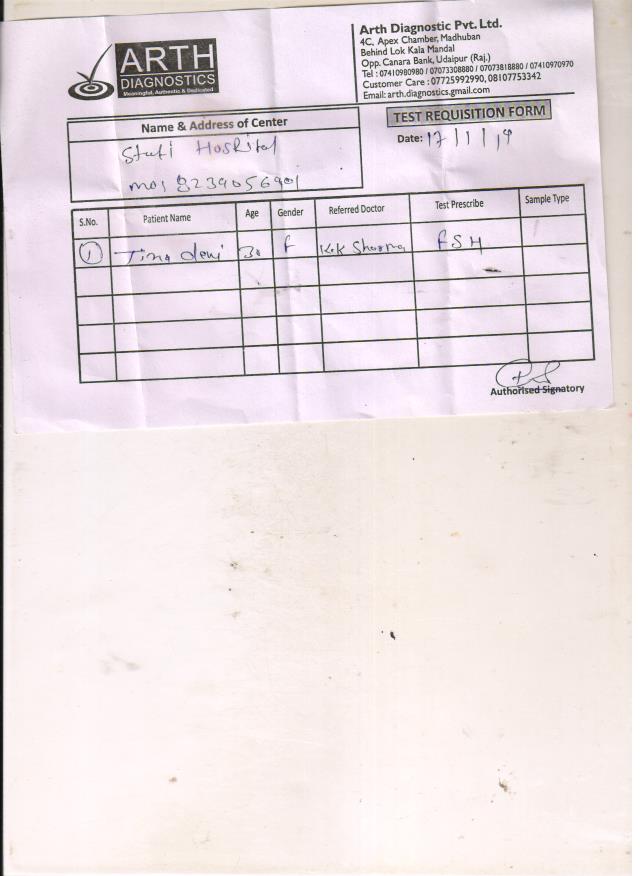 ARTH
DIAGNOSTICS
Meaningful, Authentic & Dedicated
Arth Diagnostic Pvt. Ltd.
4C, Apex Chamber, Madhuban
Behind Lok Kala Mandal
Opp. Canara Bank, Udaipur (Raj.)
Tel : 07410980980 / 07073308880 / 07073818880 / 07410970970
Customer Care : 07725992990, 08107753342
Email: arth.diagnostics.gmail.com
TEST REQUISITION FORM
Date: 17/1/19
Name & Address of Center
Stuti Hospital
mo: 8239056901
S.No. Patient Name Age Gender Referred Doctor Test Prescribe Sample Type
1 Tina devi 30 F K.K Sharma FSH
Authorised Signatory